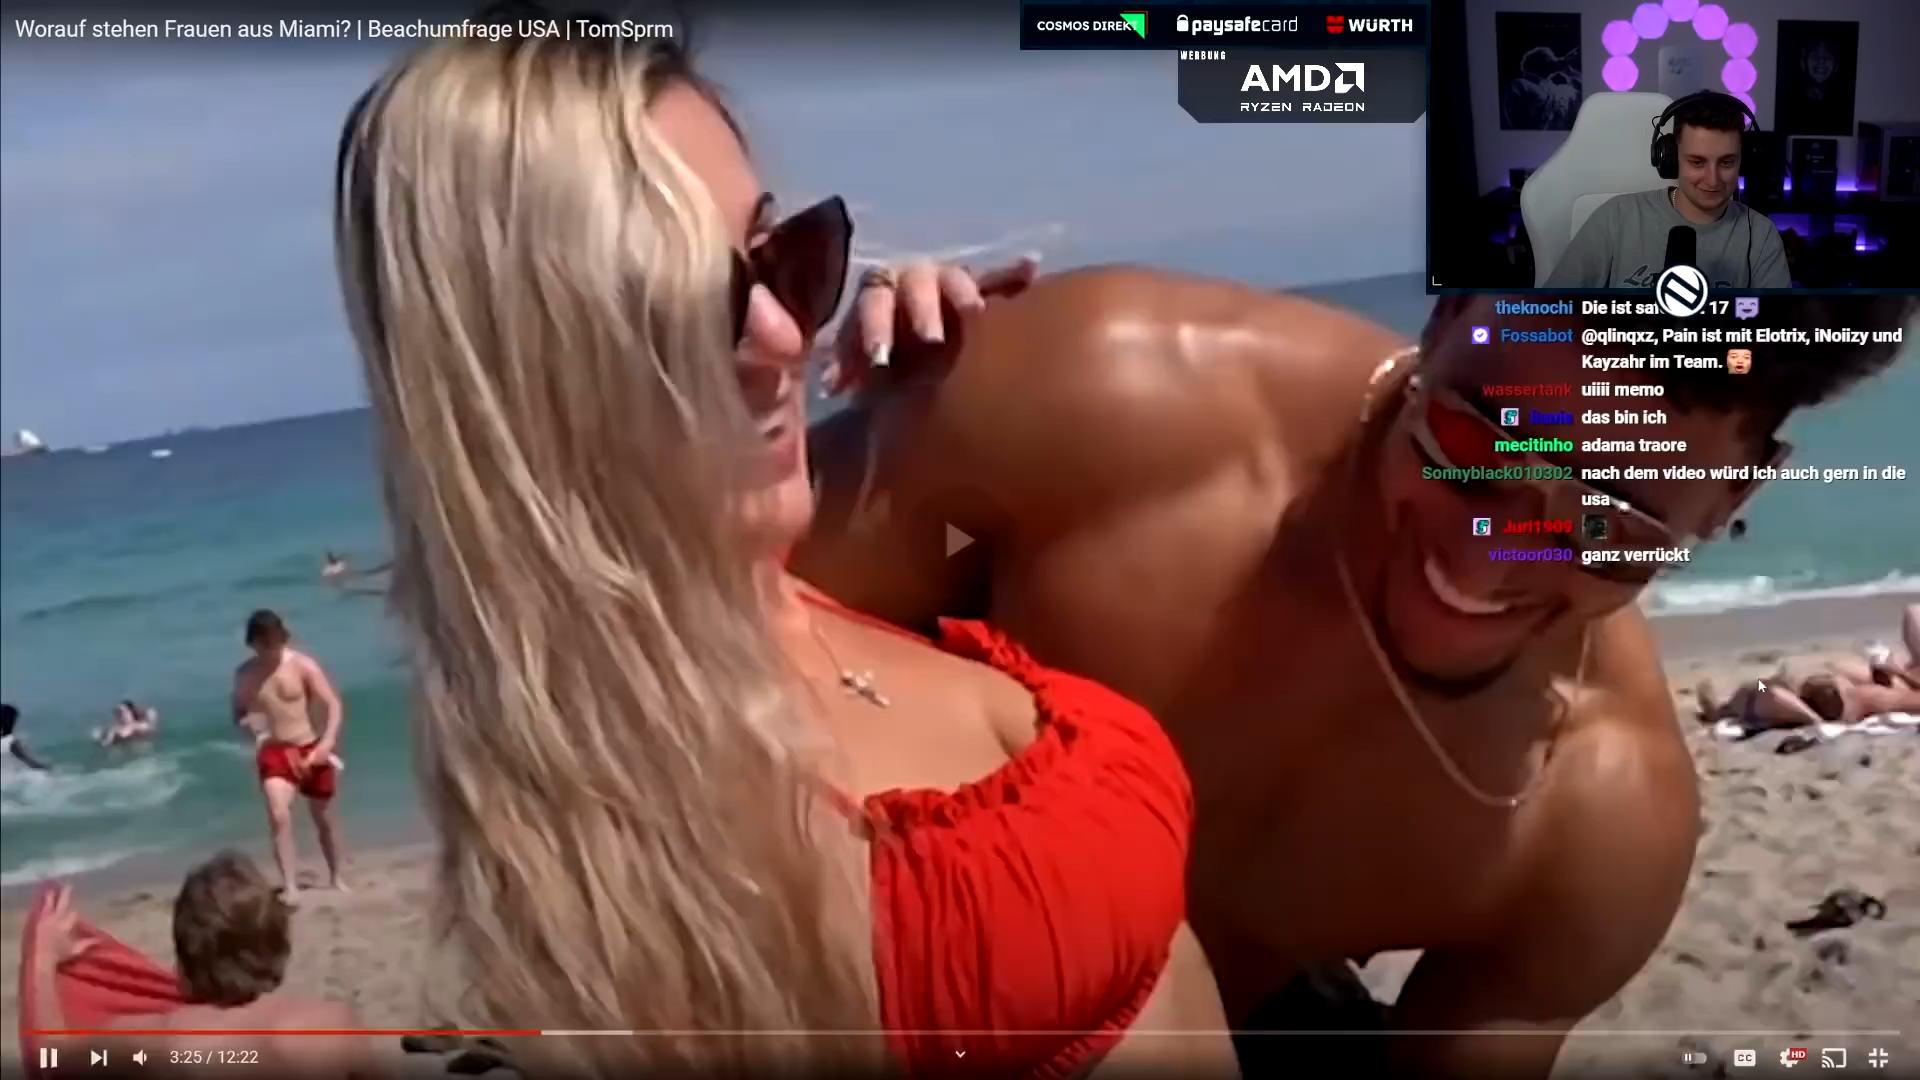 Worauf stehen Frauen aus Miami? | Beachumfrage USA | TomSprm
COSMOS DIREKT paysafecard WÜRTH
WERBUNG
AMD
RYZEN RADEON
theknochi Die ist 17
Fossabot @qlinqxz, Pain ist mit Elotrix, iNoiizy und
Kayzahr im Team.
wassertank uiiii memo
das bin ich
mecitinho adama traore
Sonnyblack010302 nach dem video würd ich auch gern in die
usa
Juri1909
victoor030 ganz verrückt
3:25 / 12:22
CC HD